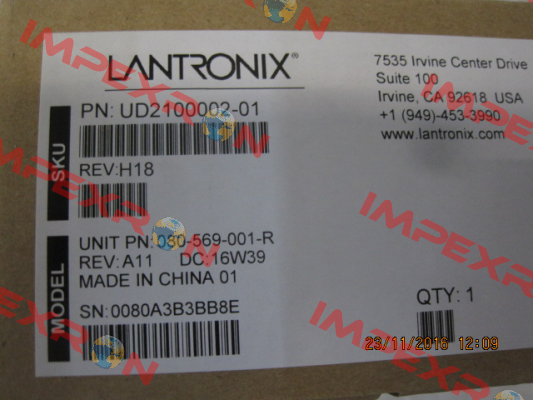 LANTRONIX®
7535 Irvine Center Drive
Suite 100
Irvine, CA 92618 USA
+1 (949)-453-3990
www.lantronix.com
SKU
PN: UD2100002-01
REV:H18
MODEL
UNIT PN:080-569-001-R
REV:A11 DC:16W39
MADE IN CHINA 01
SN:0080A3B3BB8E
QTY: 1
23/11/2016 12:09
IMPEXRON